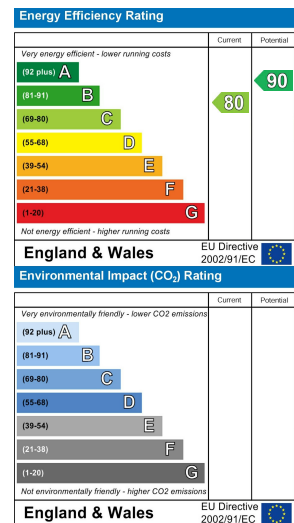 Energy Efficiency Rating
Current Potential
Very energy efficient - lower running costs
(92 plus) A
(81-91) B
(69-80) C
(55-68) D
(39-54) E
(21-38) F
(1-20) G
80
90
Not energy efficient - higher running costs
England & Wales
EU Directive
2002/91/EC
Environmental Impact (CO₂) Rating
Current Potential
Very environmentally friendly - lower CO2 emissions
(92 plus) A
(81-91) B
(69-80) C
(55-68) D
(39-54) E
(21-38) F
(1-20) G
Not environmentally friendly - higher CO2 emissions
England & Wales
EU Directive
2002/91/EC